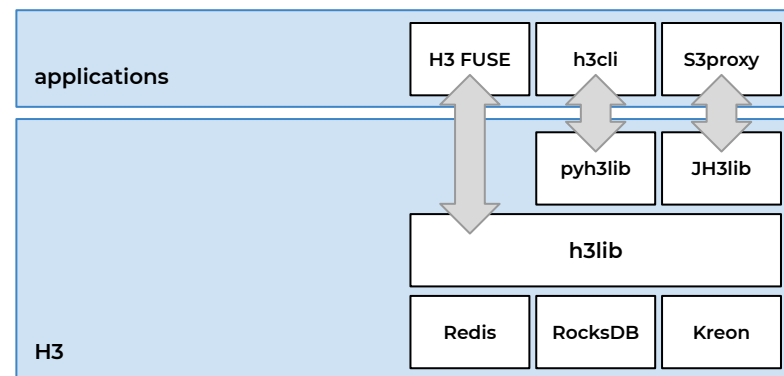 H3 FUSE
h3cli
S3proxy
applications
pyh3lib
JH3lib
h3lib
Redis
RocksDB
Kreon
H3